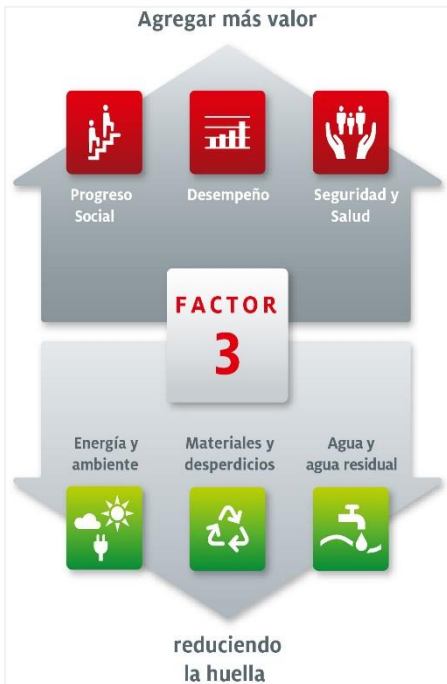 Agregar más valor
Progreso
Social
Desempeño
Seguridad y
Salud
FACTOR
3
Energía y
ambiente
Materiales y
desperdicios
Agua y
agua residual
reduciendo
la huella